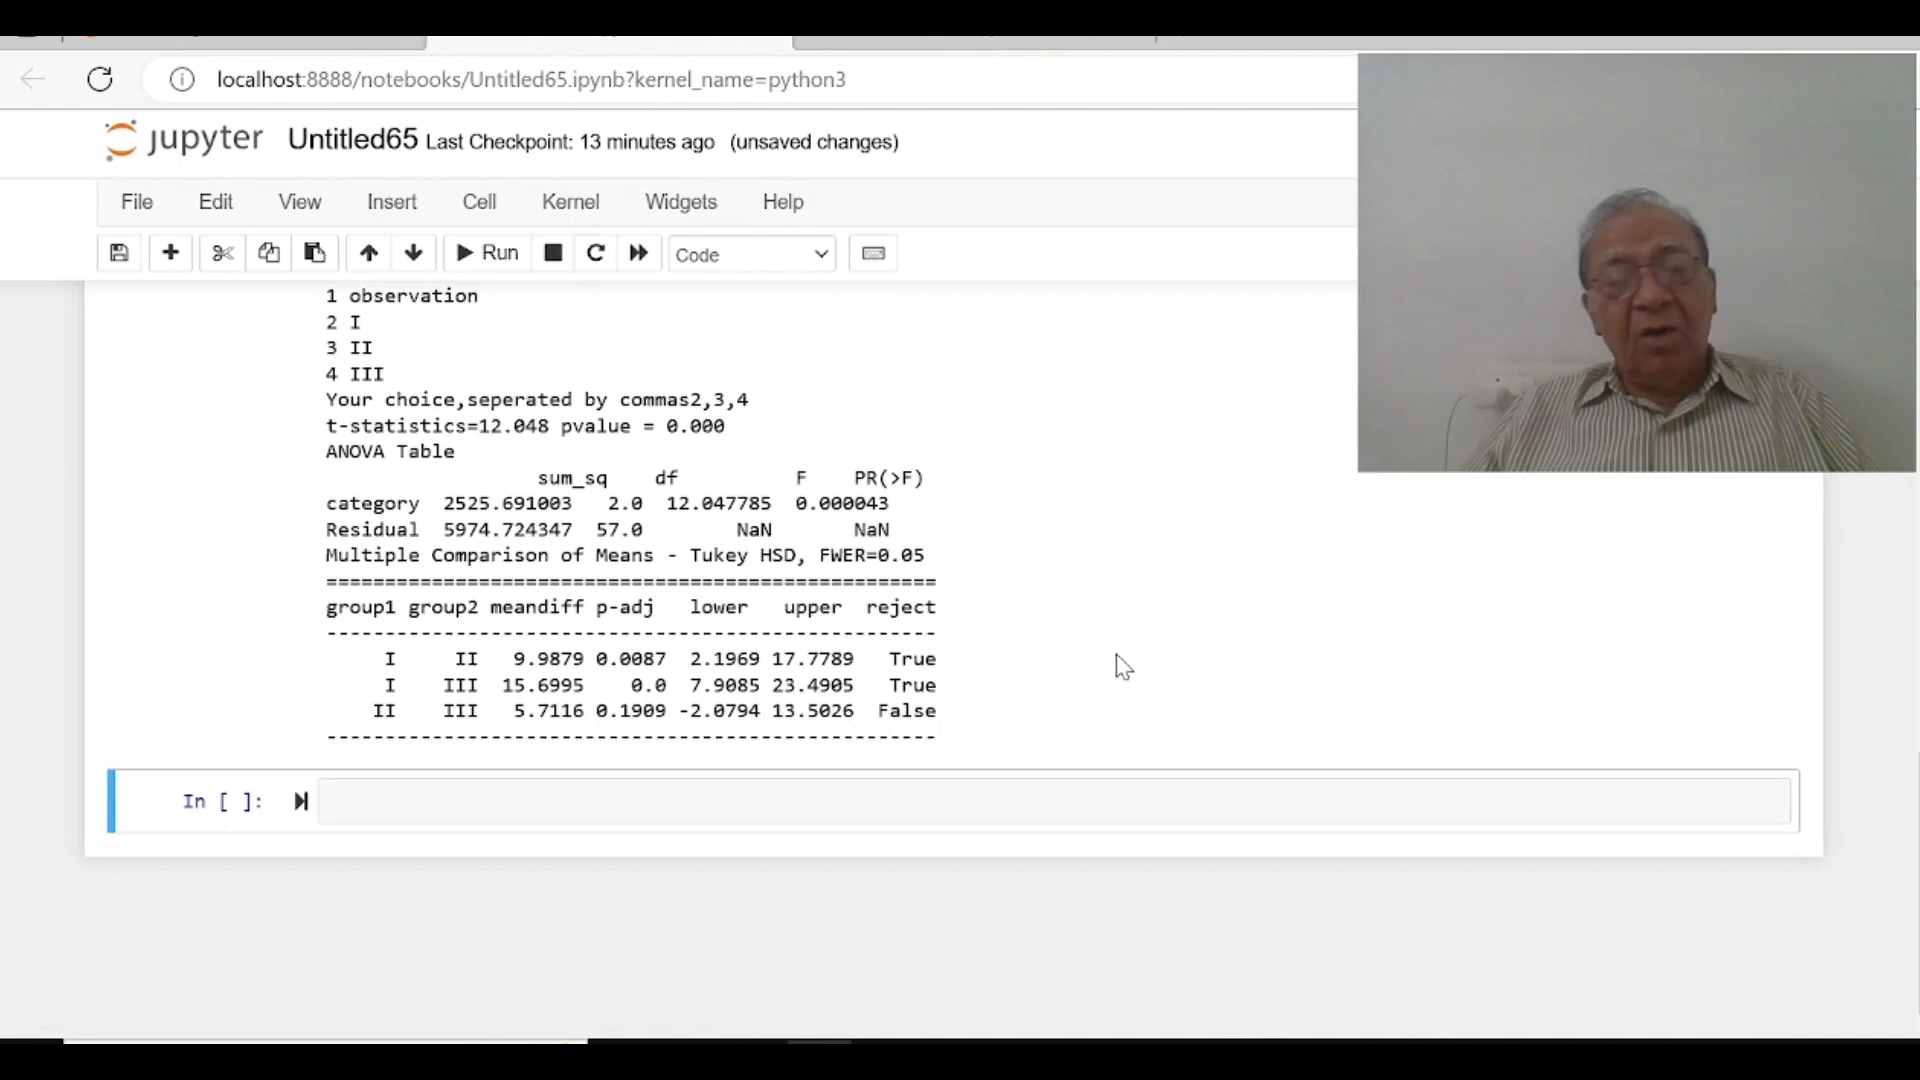 localhost:8888/notebooks/Untitled65.ipynb?kernel_name=python3
jupyter Untitled65 Last Checkpoint: 13 minutes ago (unsaved changes)
File Edit View Insert Cell Kernel Widgets Help
Run Code
1 observation
2 I
3 II
4 III
Your choice,seperated by commas2,3,4
t-statistics=12.048 pvalue = 0.000
ANOVA Table
sum_sq df F PR(>F)
category 2525.691003 2.0 12.047785 0.000043
Residual 5974.724347 57.0 NaN NaN
Multiple Comparison of Means - Tukey HSD, FWER=0.05
====================================================
group1 group2 meandiff p-adj lower upper reject
----------------------------------------------------
I II 9.9879 0.0087 2.1969 17.7789 True
I III 15.6995 0.0 7.9085 23.4905 True
II III 5.7116 0.1909 -2.0794 13.5026 False
----------------------------------------------------
In [ ]: